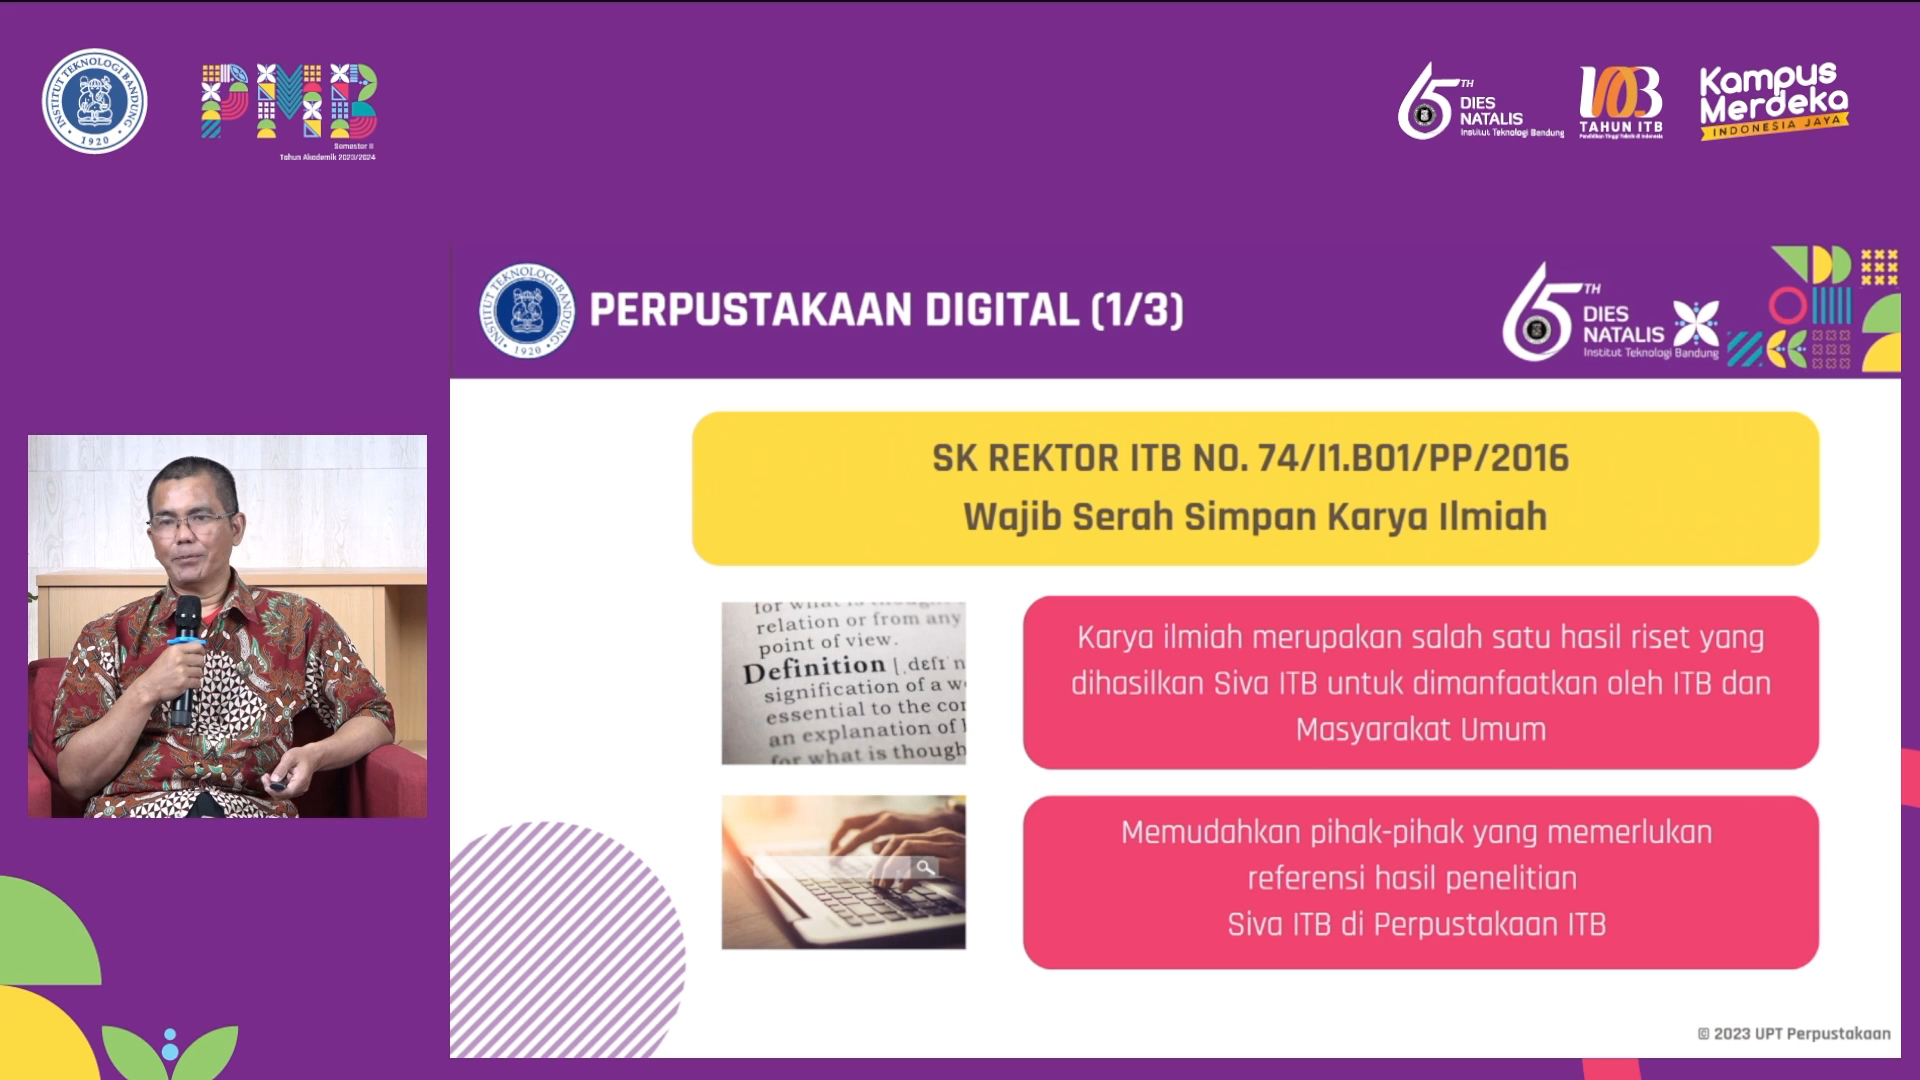 INSTITUT TEKNOLOGI BANDUNG
1920
PMB
Semester II
Tahun Akademik 2023/2024
65TH
DIES
NATALIS
Institut Teknologi Bandung
103
TAHUN ITB
Kampus
Merdeka
INDONESIA JAYA
INSTITUT TEKNOLOGI BANDUNG
1920
PERPUSTAKAAN DIGITAL (1/3)
65TH
DIES
NATALIS
Institut Teknologi Bandung
SK REKTOR ITB NO. 74/I1.B01/PP/2016
Wajib Serah Simpan Karya Ilmiah
relation or from any
point of view.
Definition
signification of a
essential to the
an explanation of
for what is though
Karya ilmiah merupakan salah satu hasil riset yang
dihasilkan Siva ITB untuk dimanfaatkan oleh ITB dan
Masyarakat Umum
Memudahkan pihak-pihak yang memerlukan
referensi hasil penelitian
Siva ITB di Perpustakaan ITB
© 2023 UPT Perpustakaan